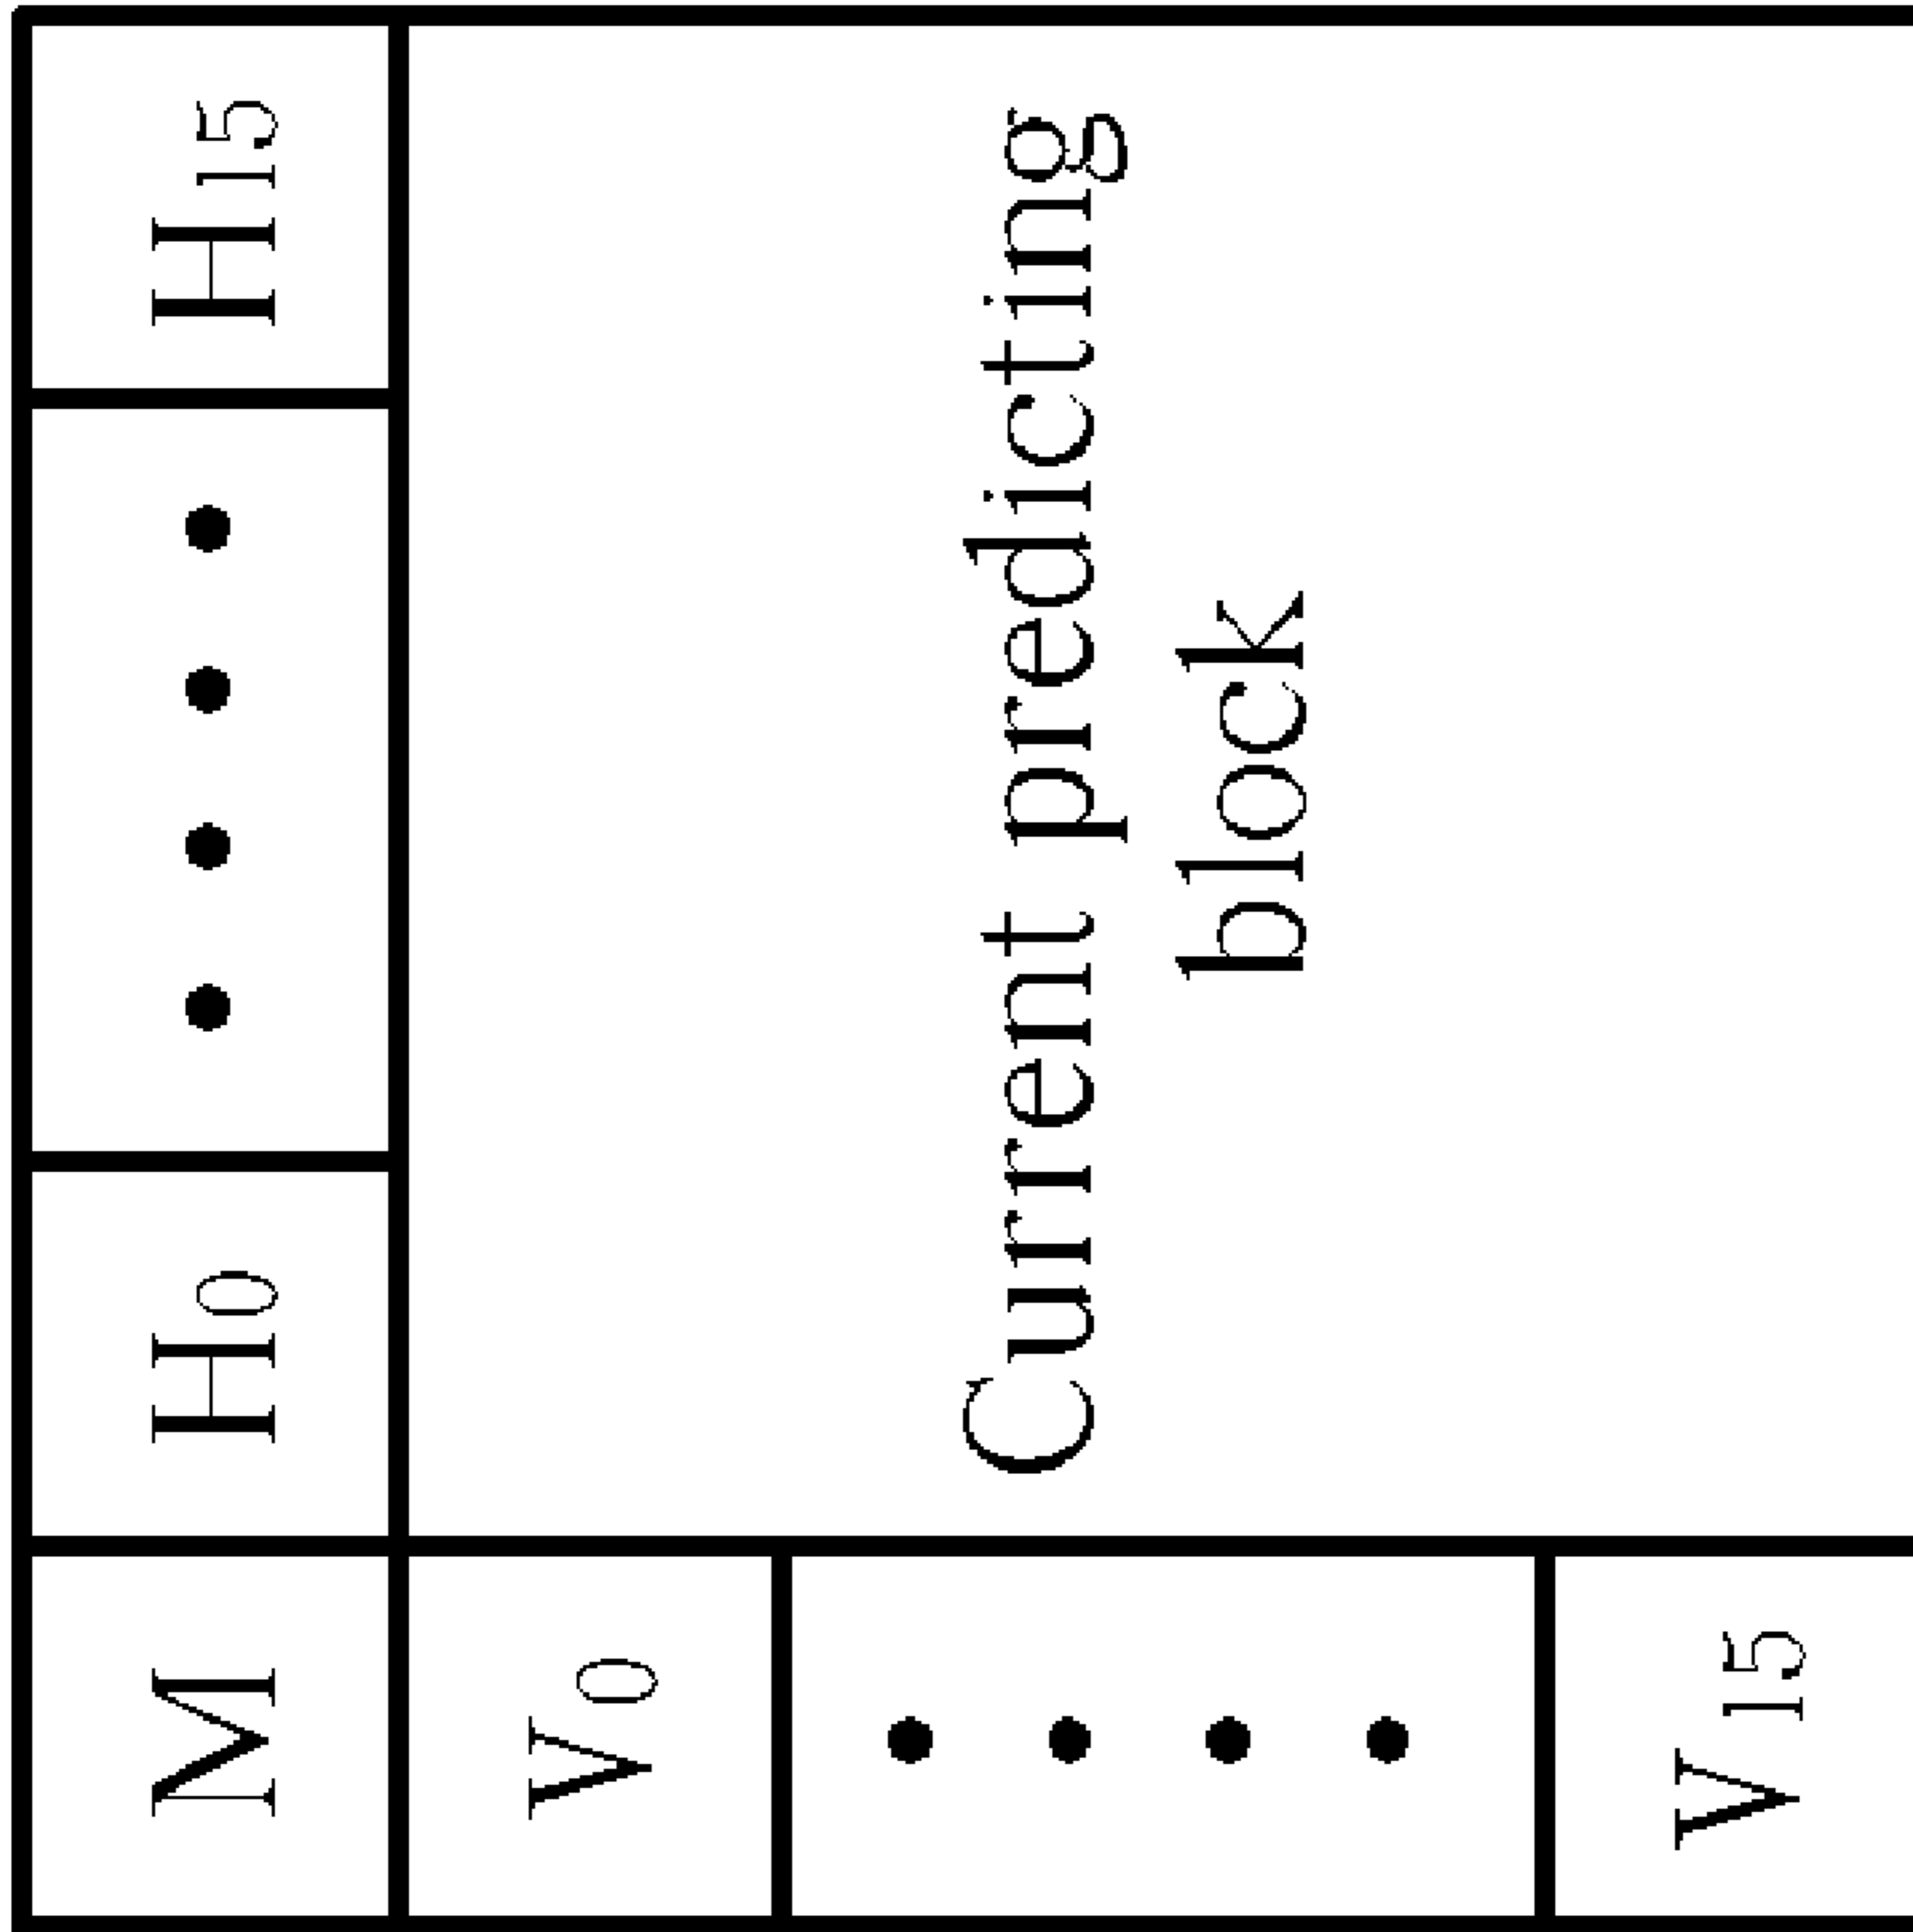 M H0 •••• H15
V0
••••
V15
Current predicting
block